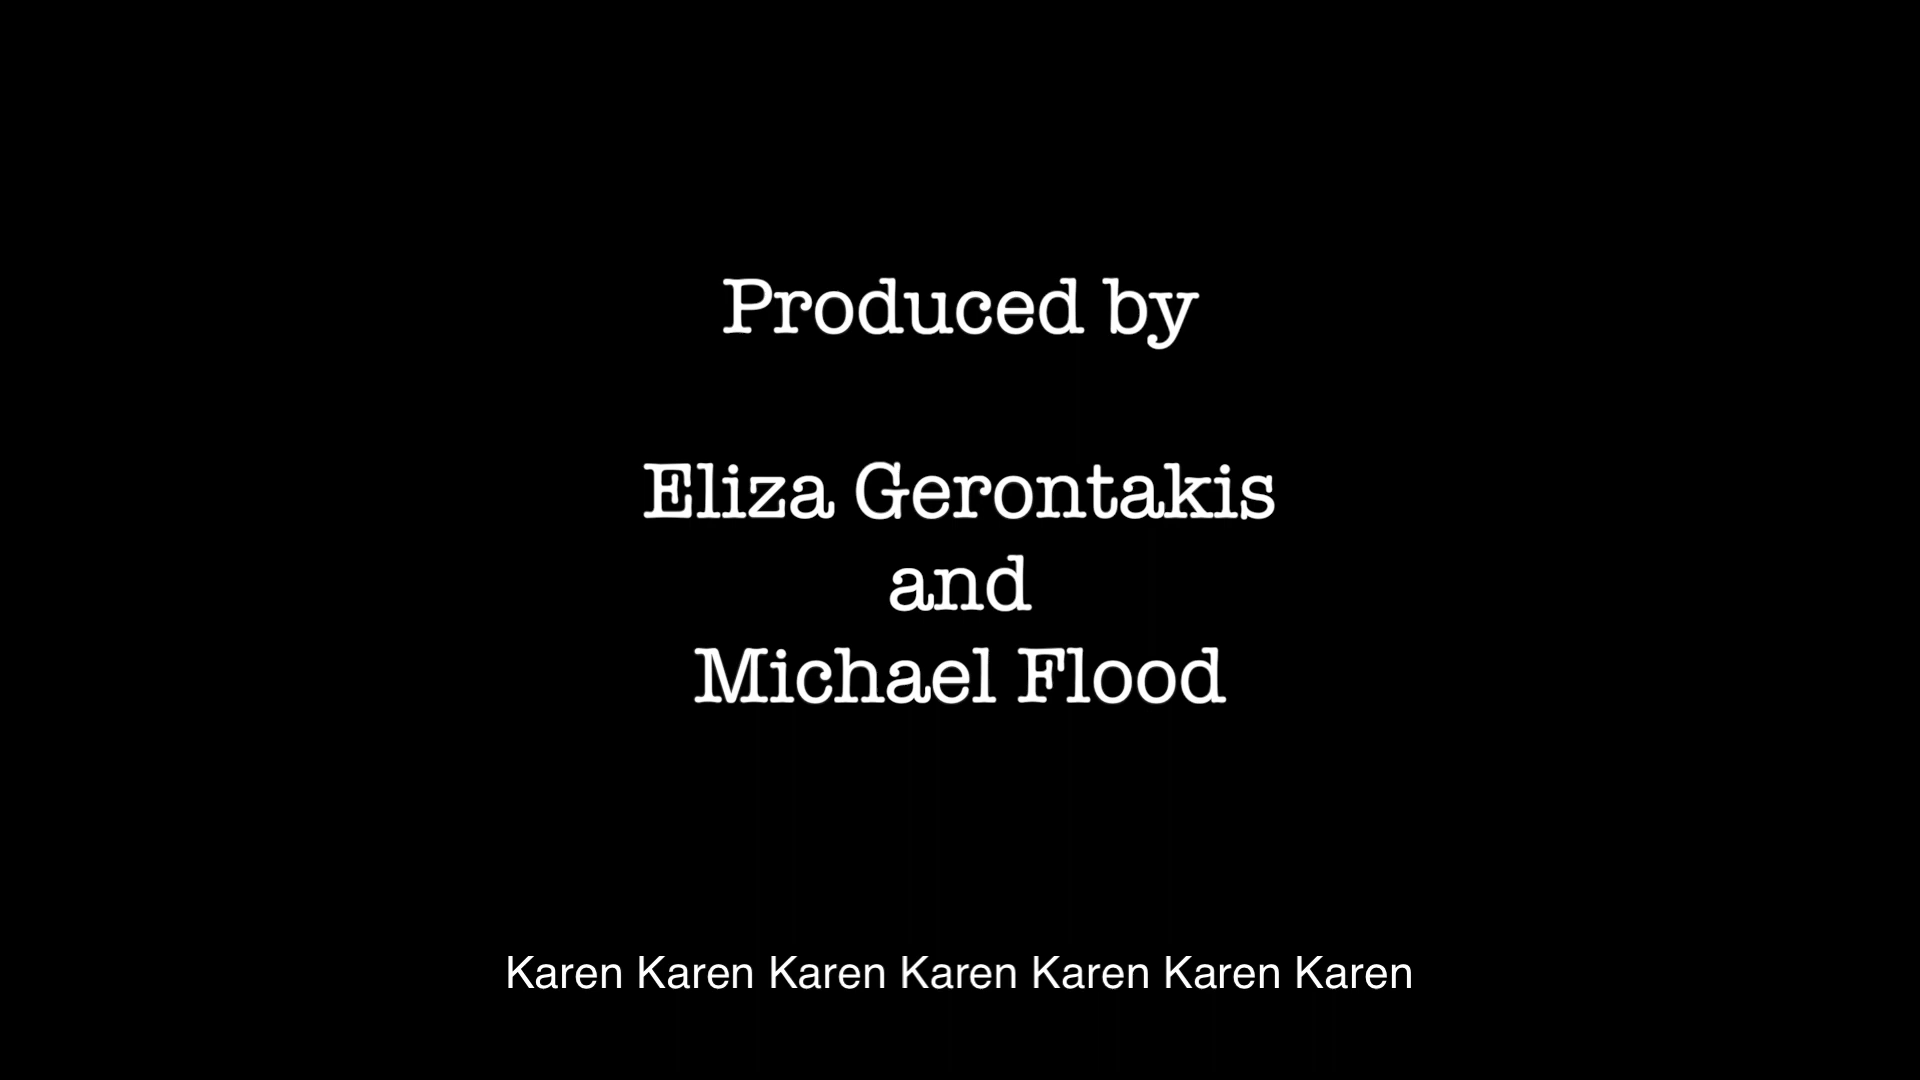 Produced by
Eliza Gerontakis
and
Michael Flood
Karen Karen Karen Karen Karen Karen Karen